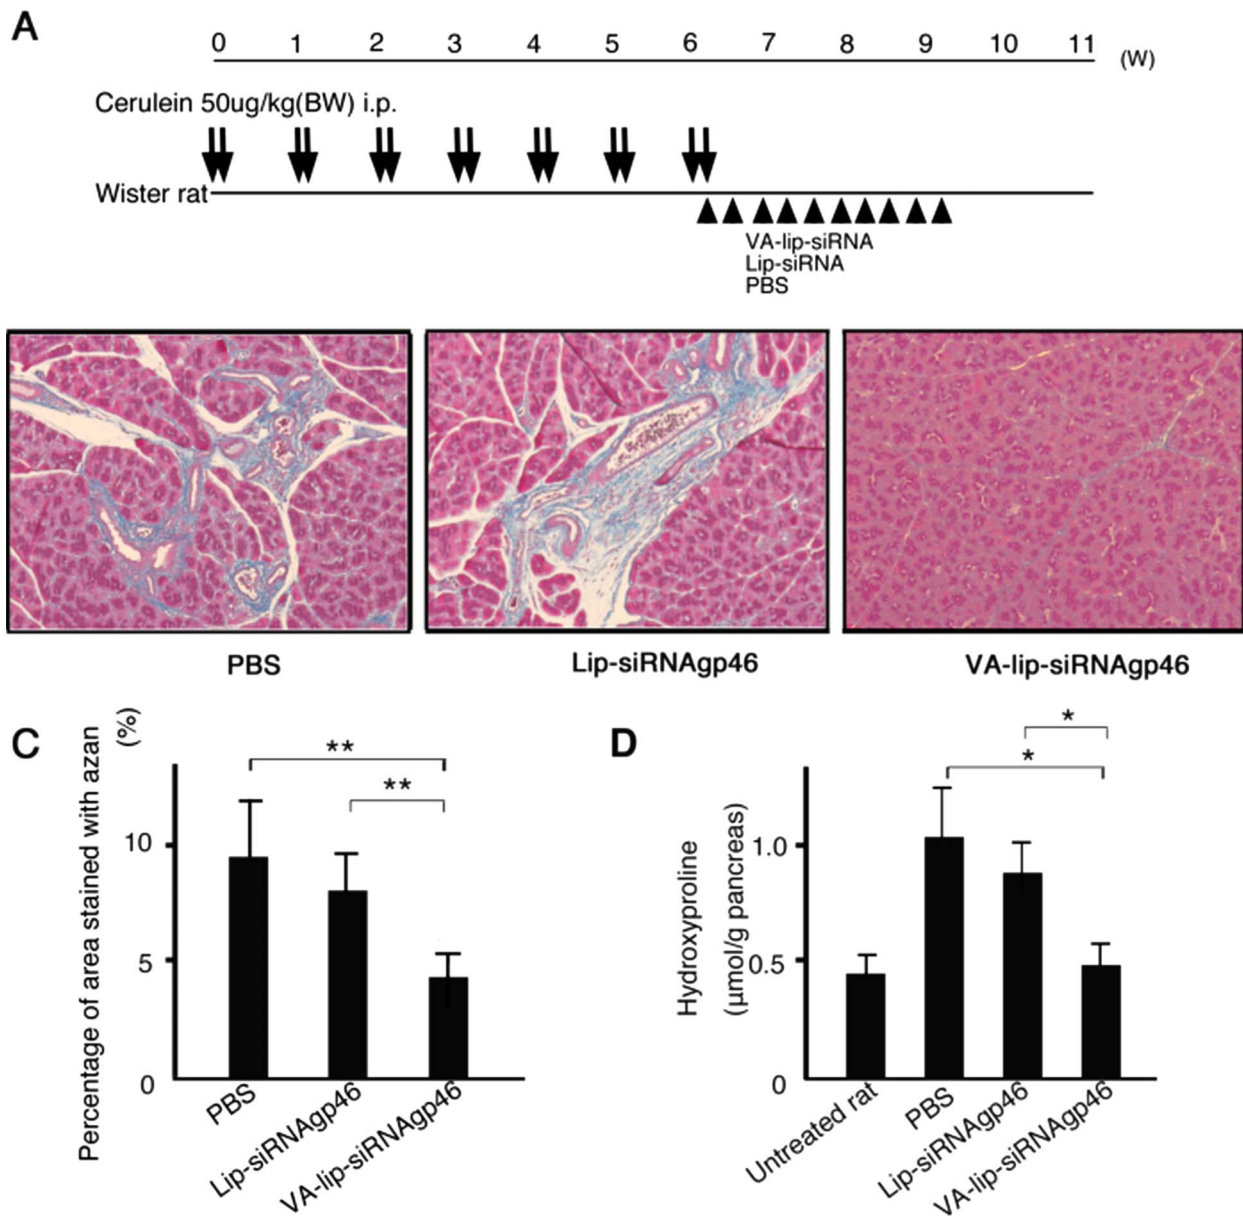 A
0 1 2 3 4 5 6 7 8 9 10 11 (W)
Cerulein 50ug/kg(BW) i.p.
Wister rat
VA-lip-siRNA
Lip-siRNA
PBS
PBS Lip-siRNAgp46 VA-lip-siRNAgp46
C
Percentage of area stained with azan
(%)
** 
**
10
5
0
PBS
Lip-siRNAgp46
VA-lip-siRNAgp46
D
Hydroxyproline
(µmol/g pancreas)
*
*
1.0
0.5
0
Untreated rat
PBS
Lip-siRNAgp46
VA-lip-siRNAgp46